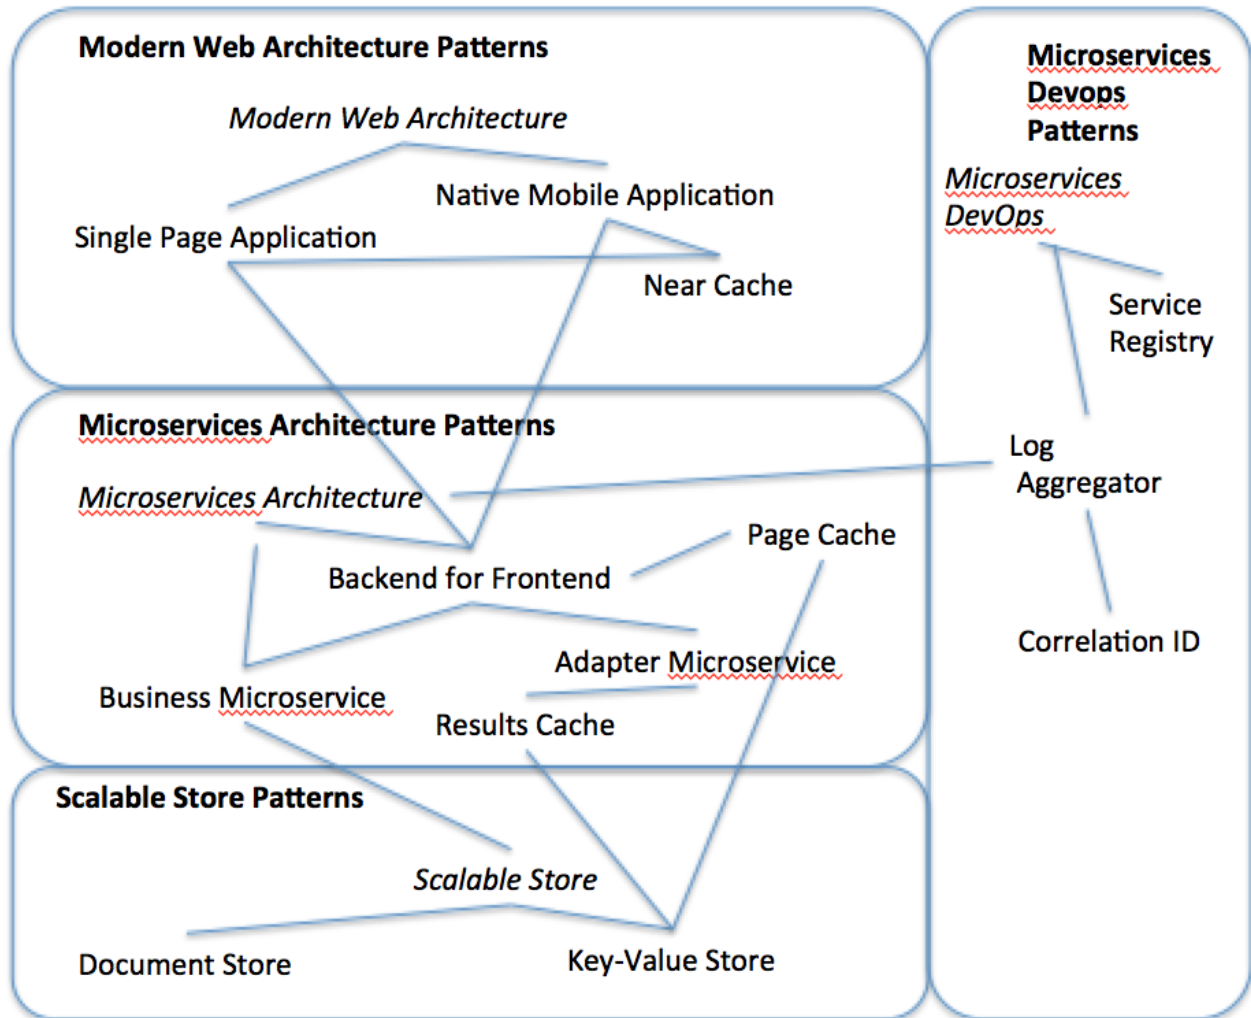 Modern Web Architecture Patterns
Modern Web Architecture
Native Mobile Application
Single Page Application
Near Cache
Microservices Architecture Patterns
Microservices Architecture
Page Cache
Backend for Frontend
Adapter Microservice
Business Microservice
Results Cache
Scalable Store Patterns
Scalable Store
Document Store
Key-Value Store
Microservices
Devops
Patterns
Microservices
DevOps
Service
Registry
Log
Aggregator
Correlation ID